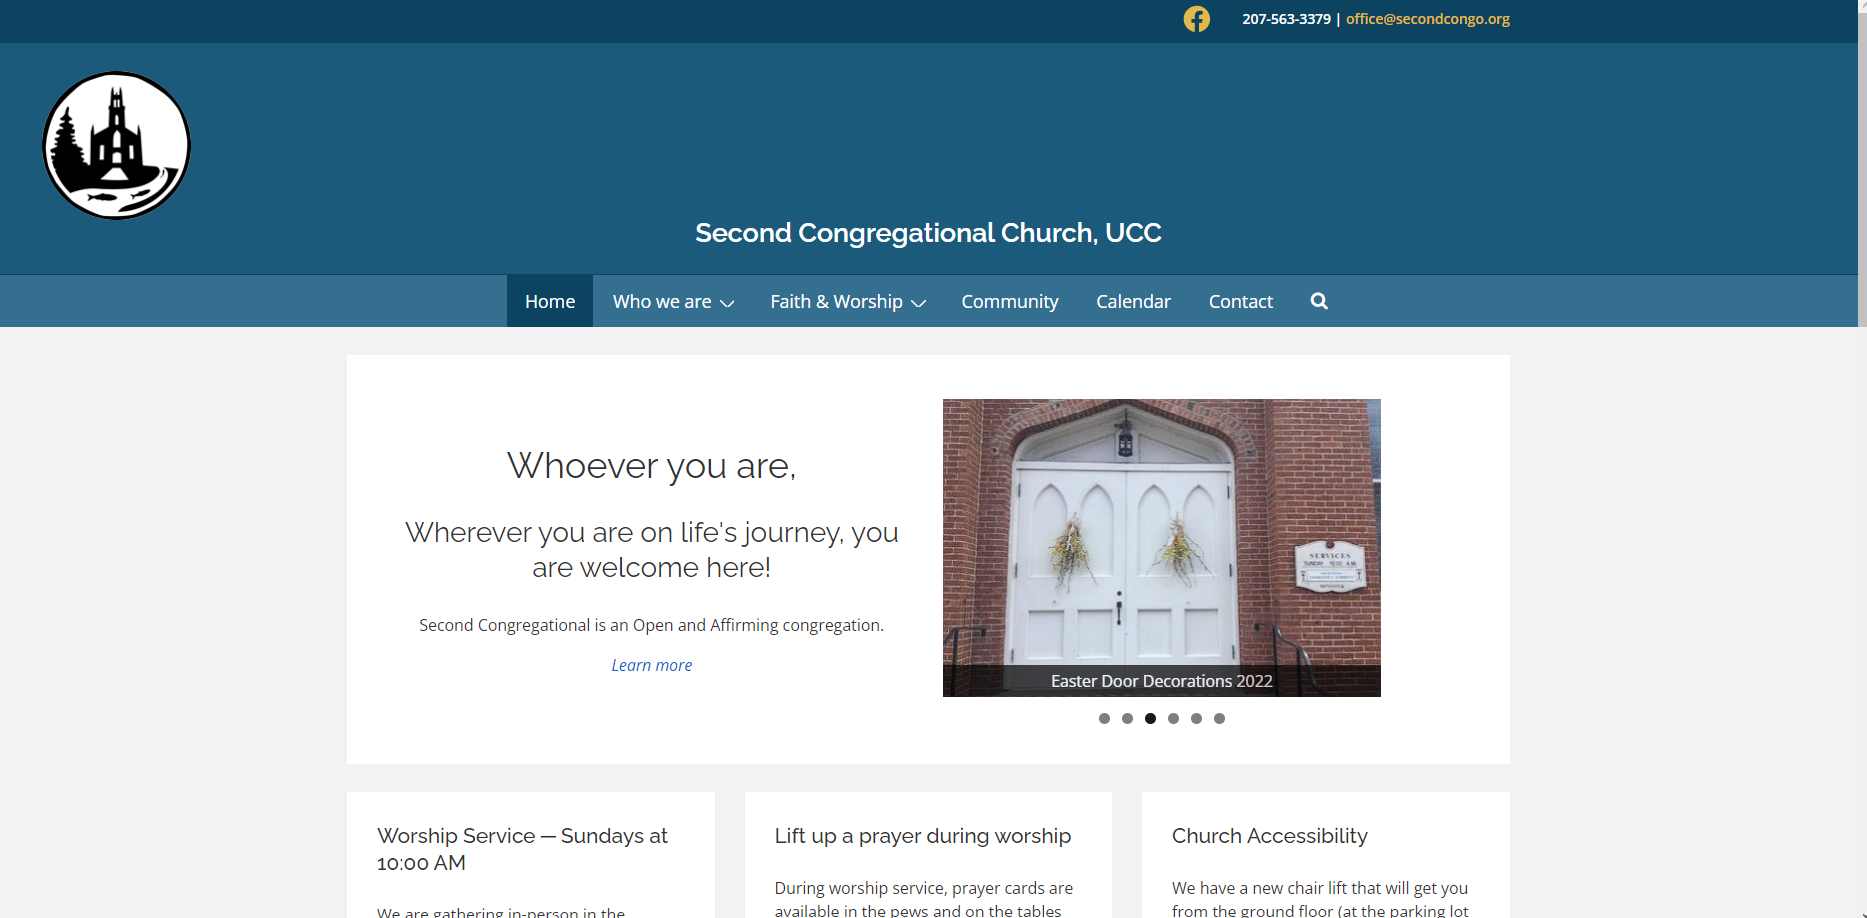 207-563-3379 | office@secondcongo.org
Second Congregational Church, UCC
Home Who we are Faith & Worship Community Calendar Contact
Whoever you are,
Wherever you are on life's journey, you
are welcome here!
Second Congregational is an Open and Affirming congregation.
Learn more
SERVICES
SUNDAY 10:00 A.M.
MINISTER
Easter Door Decorations 2022
Worship Service — Sundays at
10:00 AM
We are gathering in-person in the
Lift up a prayer during worship
During worship service, prayer cards are
available in the pews and on the tables
Church Accessibility
We have a new chair lift that will get you
from the ground floor (at the parking lot